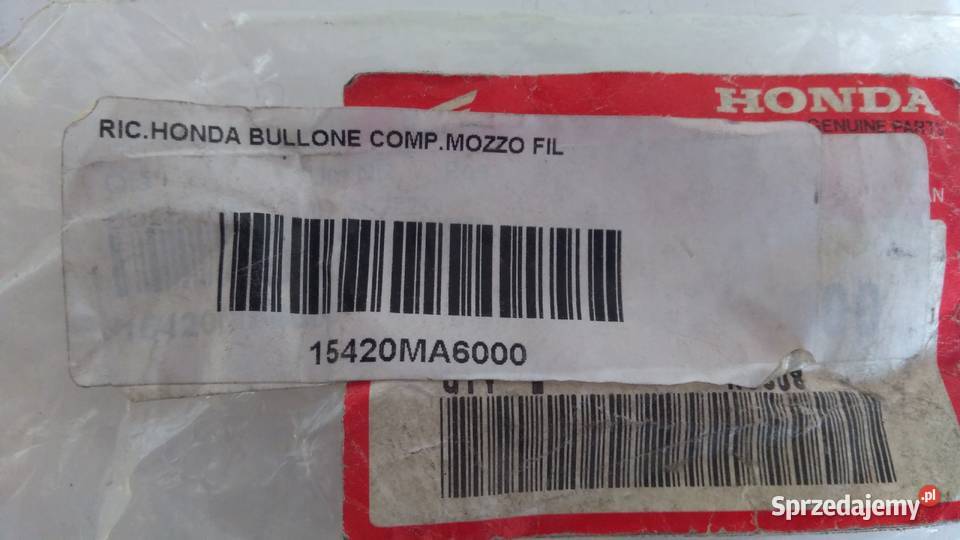 HONDA
GENUINE PARTS
RIC.HONDA BULLONE COMP.MOZZO FIL
15420MA6000
QTY
Sprzedajemy.pl